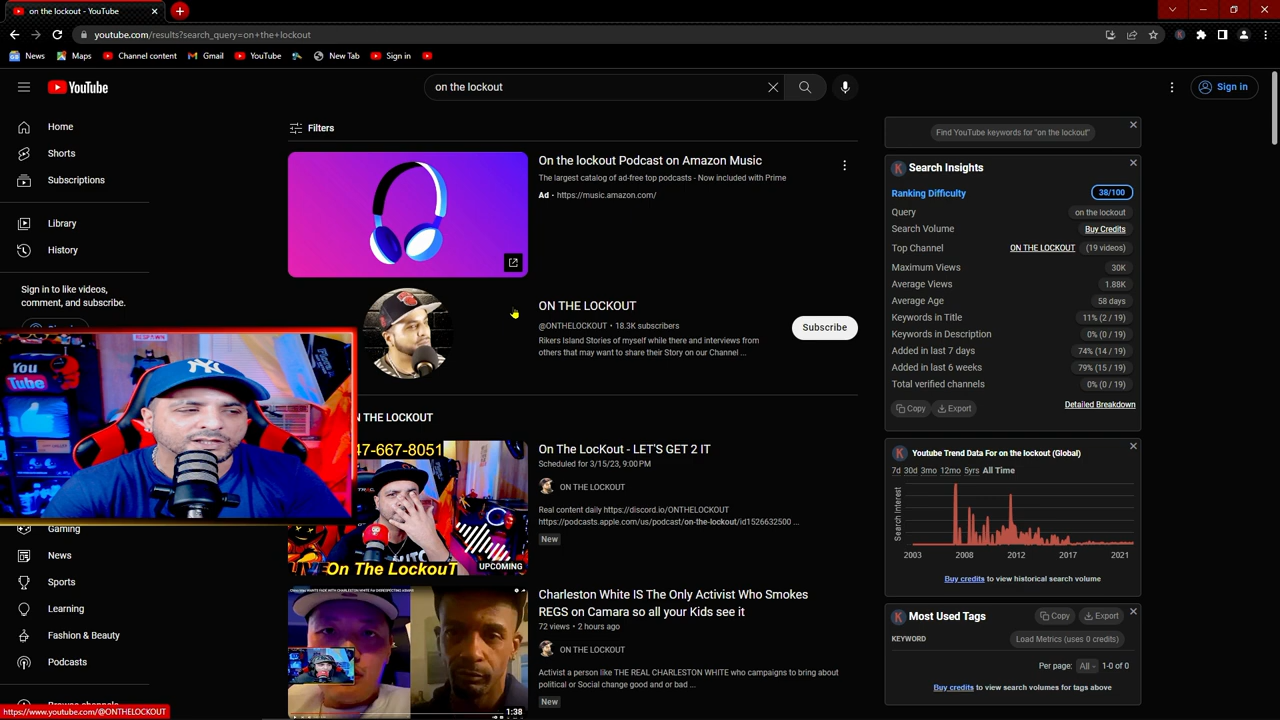 on the lockout - YouTube
youtube.com/results?search_query=on+the+lockout
News Maps Channel content Gmail YouTube New Tab Sign in
YouTube
on the lockout
Sign in
Home
Shorts
Subscriptions
Library
History
Sign in to like videos,
comment, and subscribe.
Gaming
News
Sports
Learning
Fashion & Beauty
Podcasts
https://www.youtube.com/@ONTHELOCKOUT
You
Tube
Filters
On the lockout Podcast on Amazon Music
The largest catalog of ad-free top podcasts - Now included with Prime
Ad · https://music.amazon.com/
ON THE LOCKOUT
@ONTHELOCKOUT • 18.3K subscribers
Rikers Island Stories of myself while there and interviews from
others that may want to share their Story on our Channel ...
Subscribe
N THE LOCKOUT
47-667-8051
On The LockouT
UPCOMING
On The LocKout - LET'S GET 2 IT
Scheduled for 3/15/23, 9:00 PM
ON THE LOCKOUT
Real content daily https://discord.io/ONTHELOCKOUT
https://podcasts.apple.com/us/podcast/on-the-lockout/id1526632500 ...
New
1:38
Charleston White IS The Only Activist Who Smokes
REGS on Camara so all your Kids see it
72 views • 2 hours ago
ON THE LOCKOUT
Activist a person like THE REAL CHARLESTON WHITE who campaigns to bring about
political or Social change good and or bad ...
New
Find YouTube keywords for "on the lockout"
K Search Insights
Ranking Difficulty 38/100
Query on the lockout
Search Volume Buy Credits
Top Channel ON THE LOCKOUT (19 videos)
Maximum Views 30K
Average Views 1.88K
Average Age 58 days
Keywords in Title 11% (2 / 19)
Keywords in Description 0% (0 / 19)
Added in last 7 days 74% (14 / 19)
Added in last 6 weeks 79% (15 / 19)
Total verified channels 0% (0 / 19)
Copy Export Detailed Breakdown
K Youtube Trend Data For on the lockout (Global)
7d 30d 3mo 12mo 5yrs All Time
Search Interest
2003 2008 2012 2017 2021
Buy credits to view historical search volume
K Most Used Tags Copy Export
KEYWORD Load Metrics (uses 0 credits)
Per page: All 1-0 of 0
Buy credits to view search volumes for tags above